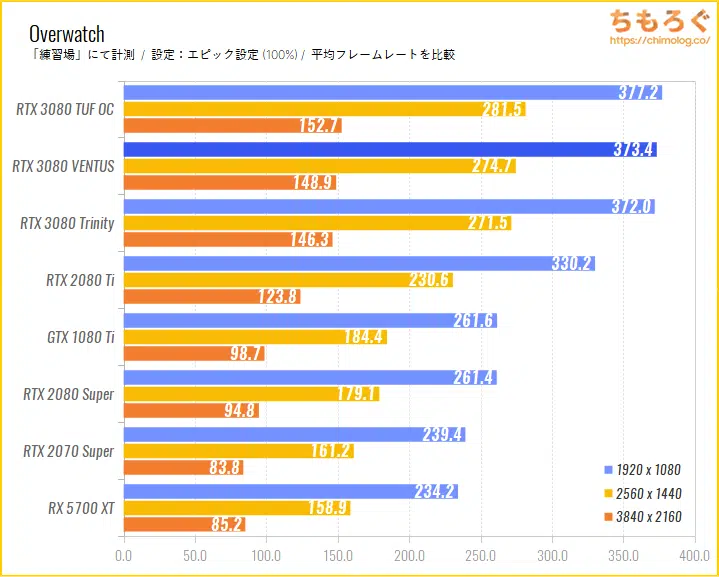 Overwatch
ちもろぐ
https://chimolog.co/
「練習場」にて計測 / 設定：エピック設定 (100%) / 平均フレームレートを比較
RTX 3080 TUF OC
377.2
281.5
152.7
RTX 3080 VENTUS
373.4
274.7
148.9
RTX 3080 Trinity
372.0
271.5
146.3
RTX 2080 Ti
330.2
230.6
123.8
GTX 1080 Ti
261.6
184.4
98.7
RTX 2080 Super
261.4
179.1
94.8
RTX 2070 Super
239.4
161.2
83.8
RX 5700 XT
234.2
158.9
85.2
1920 x 1080
2560 x 1440
3840 x 2160
0.0 50.0 100.0 150.0 200.0 250.0 300.0 350.0 400.0